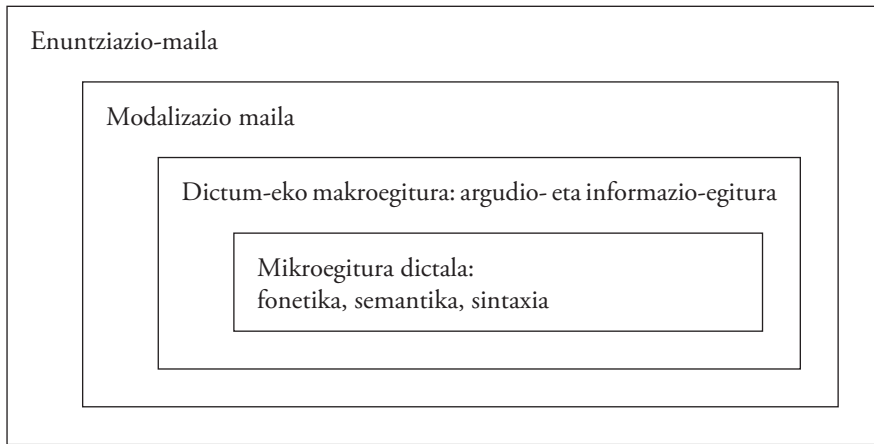 Enuntziazio-maila
Modalizazio maila
Dictum-eko makroegitura: argudio- eta informazio-egitura
Mikroegitura dictala:
fonetika, semantika, sintaxia